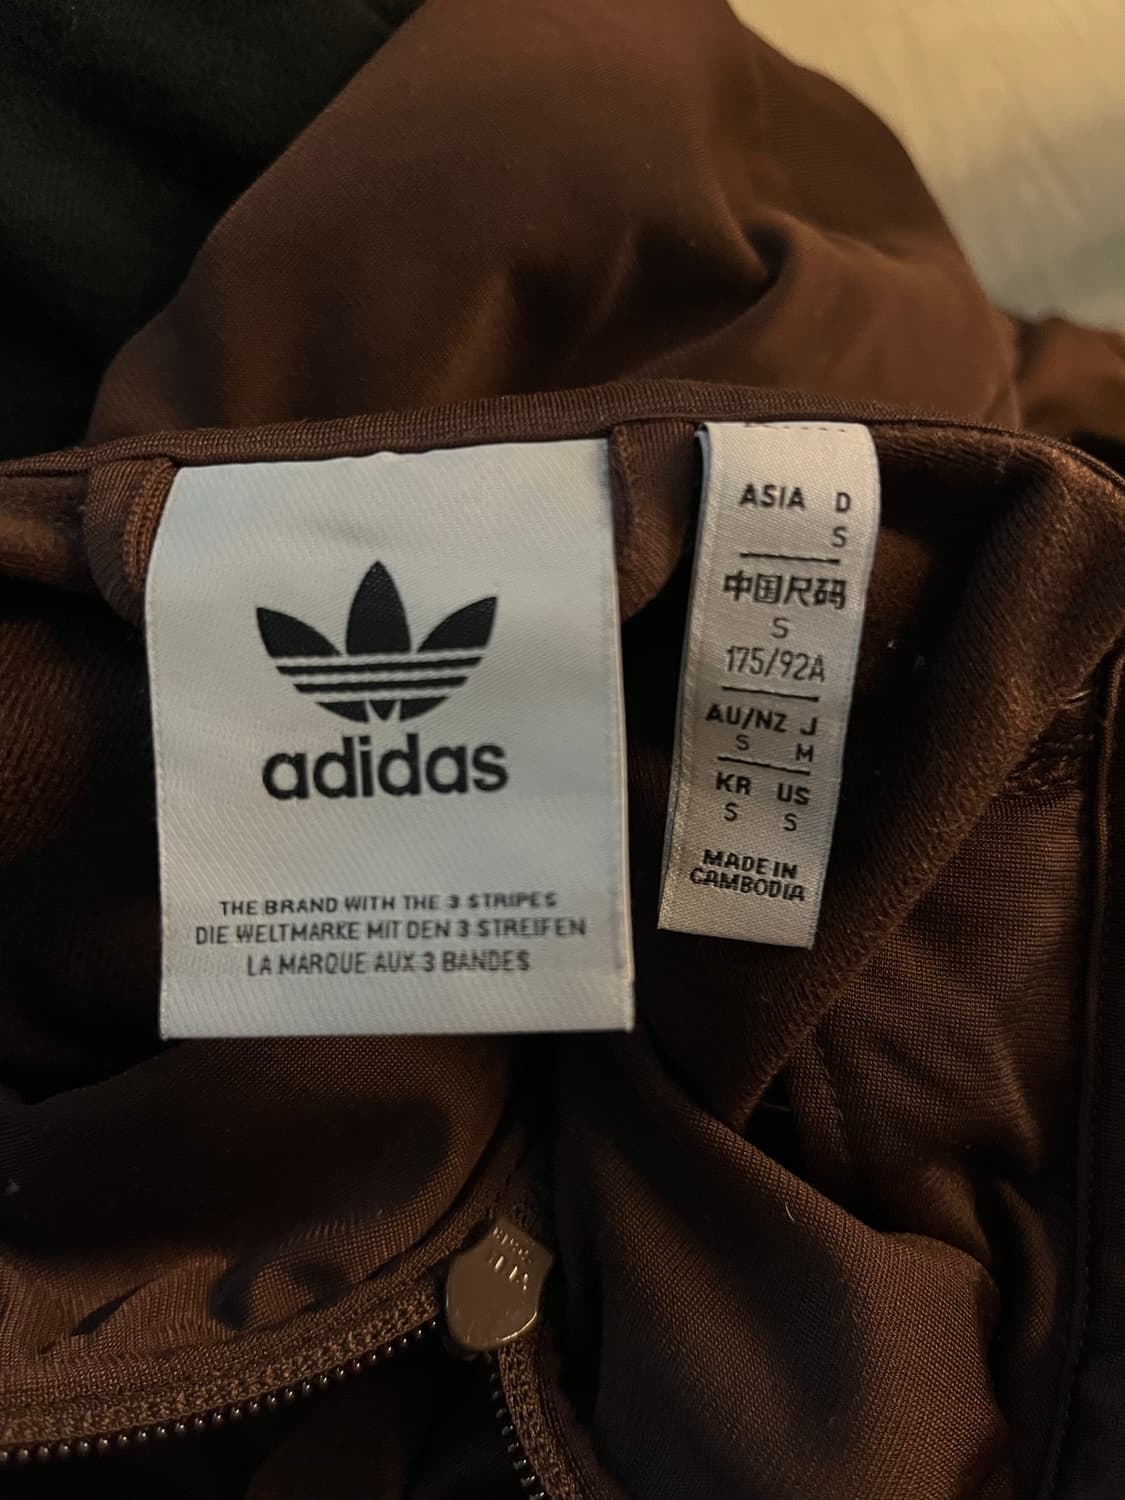 adidas
THE BRAND WITH THE 3 STRIPES
DIE WELTMARKE MIT DEN 3 STREIFEN
LA MARQUE AUX 3 BANDES
ASIA D
S
中国尺码
S
175/92A
AU/NZ J
S M
KR US
S S
MADE IN
CAMBODIA